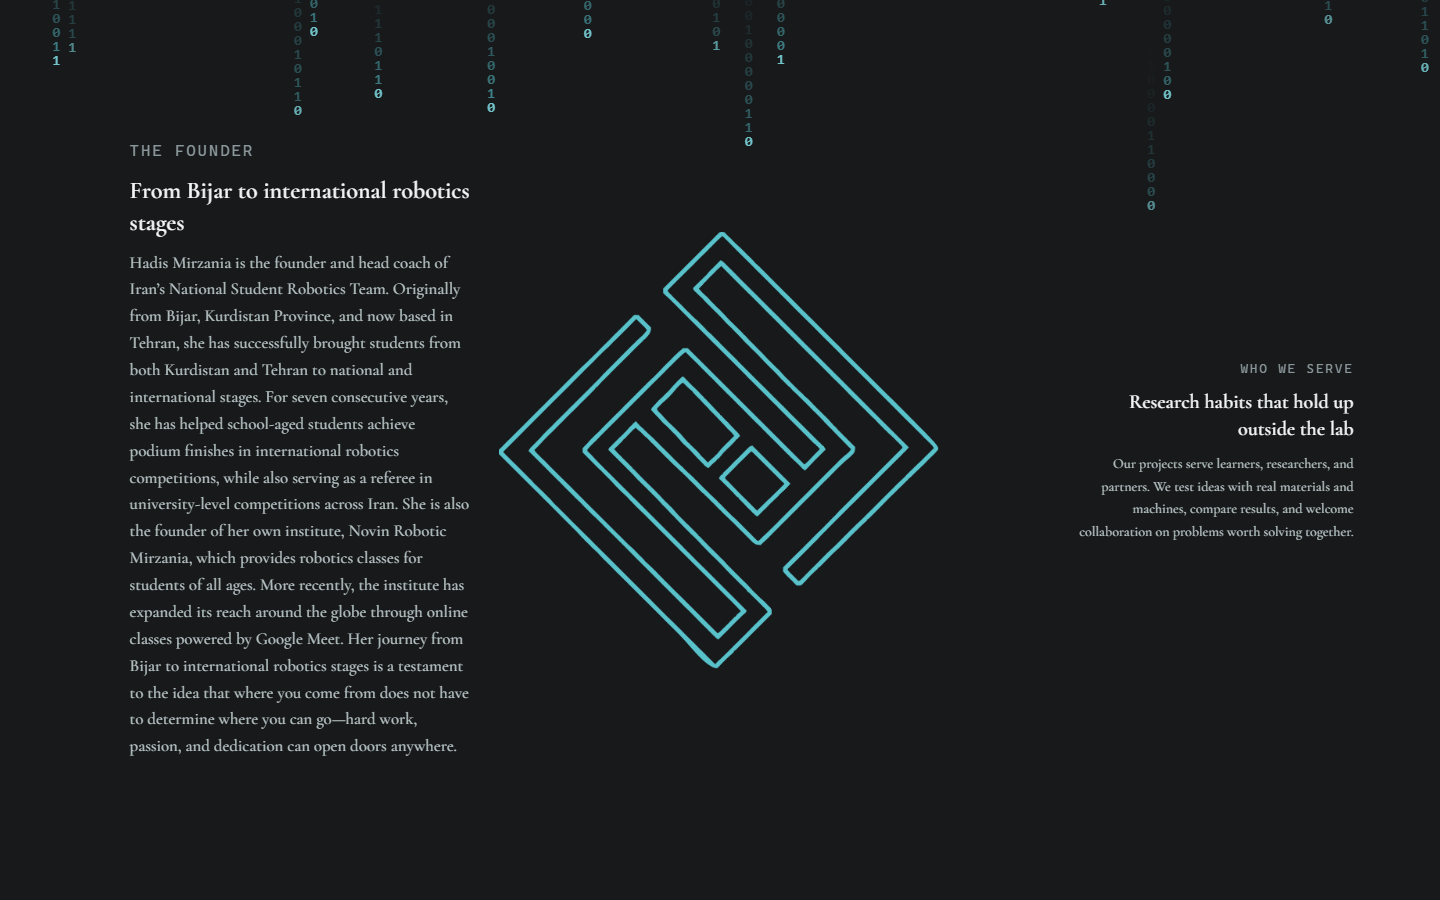 THE FOUNDER
From Bijar to international robotics
stages
Hadis Mirzania is the founder and head coach of
Iran’s National Student Robotics Team. Originally
from Bijar, Kurdistan Province, and now based in
Tehran, she has successfully brought students from
both Kurdistan and Tehran to national and
international stages. For seven consecutive years,
she has helped school-aged students achieve
podium finishes in international robotics
competitions, while also serving as a referee in
university-level competitions across Iran. She is also
the founder of her own institute, Novin Robotic
Mirzania, which provides robotics classes for
students of all ages. More recently, the institute has
expanded its reach around the globe through online
classes powered by Google Meet. Her journey from
Bijar to international robotics stages is a testament
to the idea that where you come from does not have
to determine where you can go—hard work,
passion, and dedication can open doors anywhere.
WHO WE SERVE
Research habits that hold up
outside the lab
Our projects serve learners, researchers, and
partners. We test ideas with real materials and
machines, compare results, and welcome
collaboration on problems worth solving together.